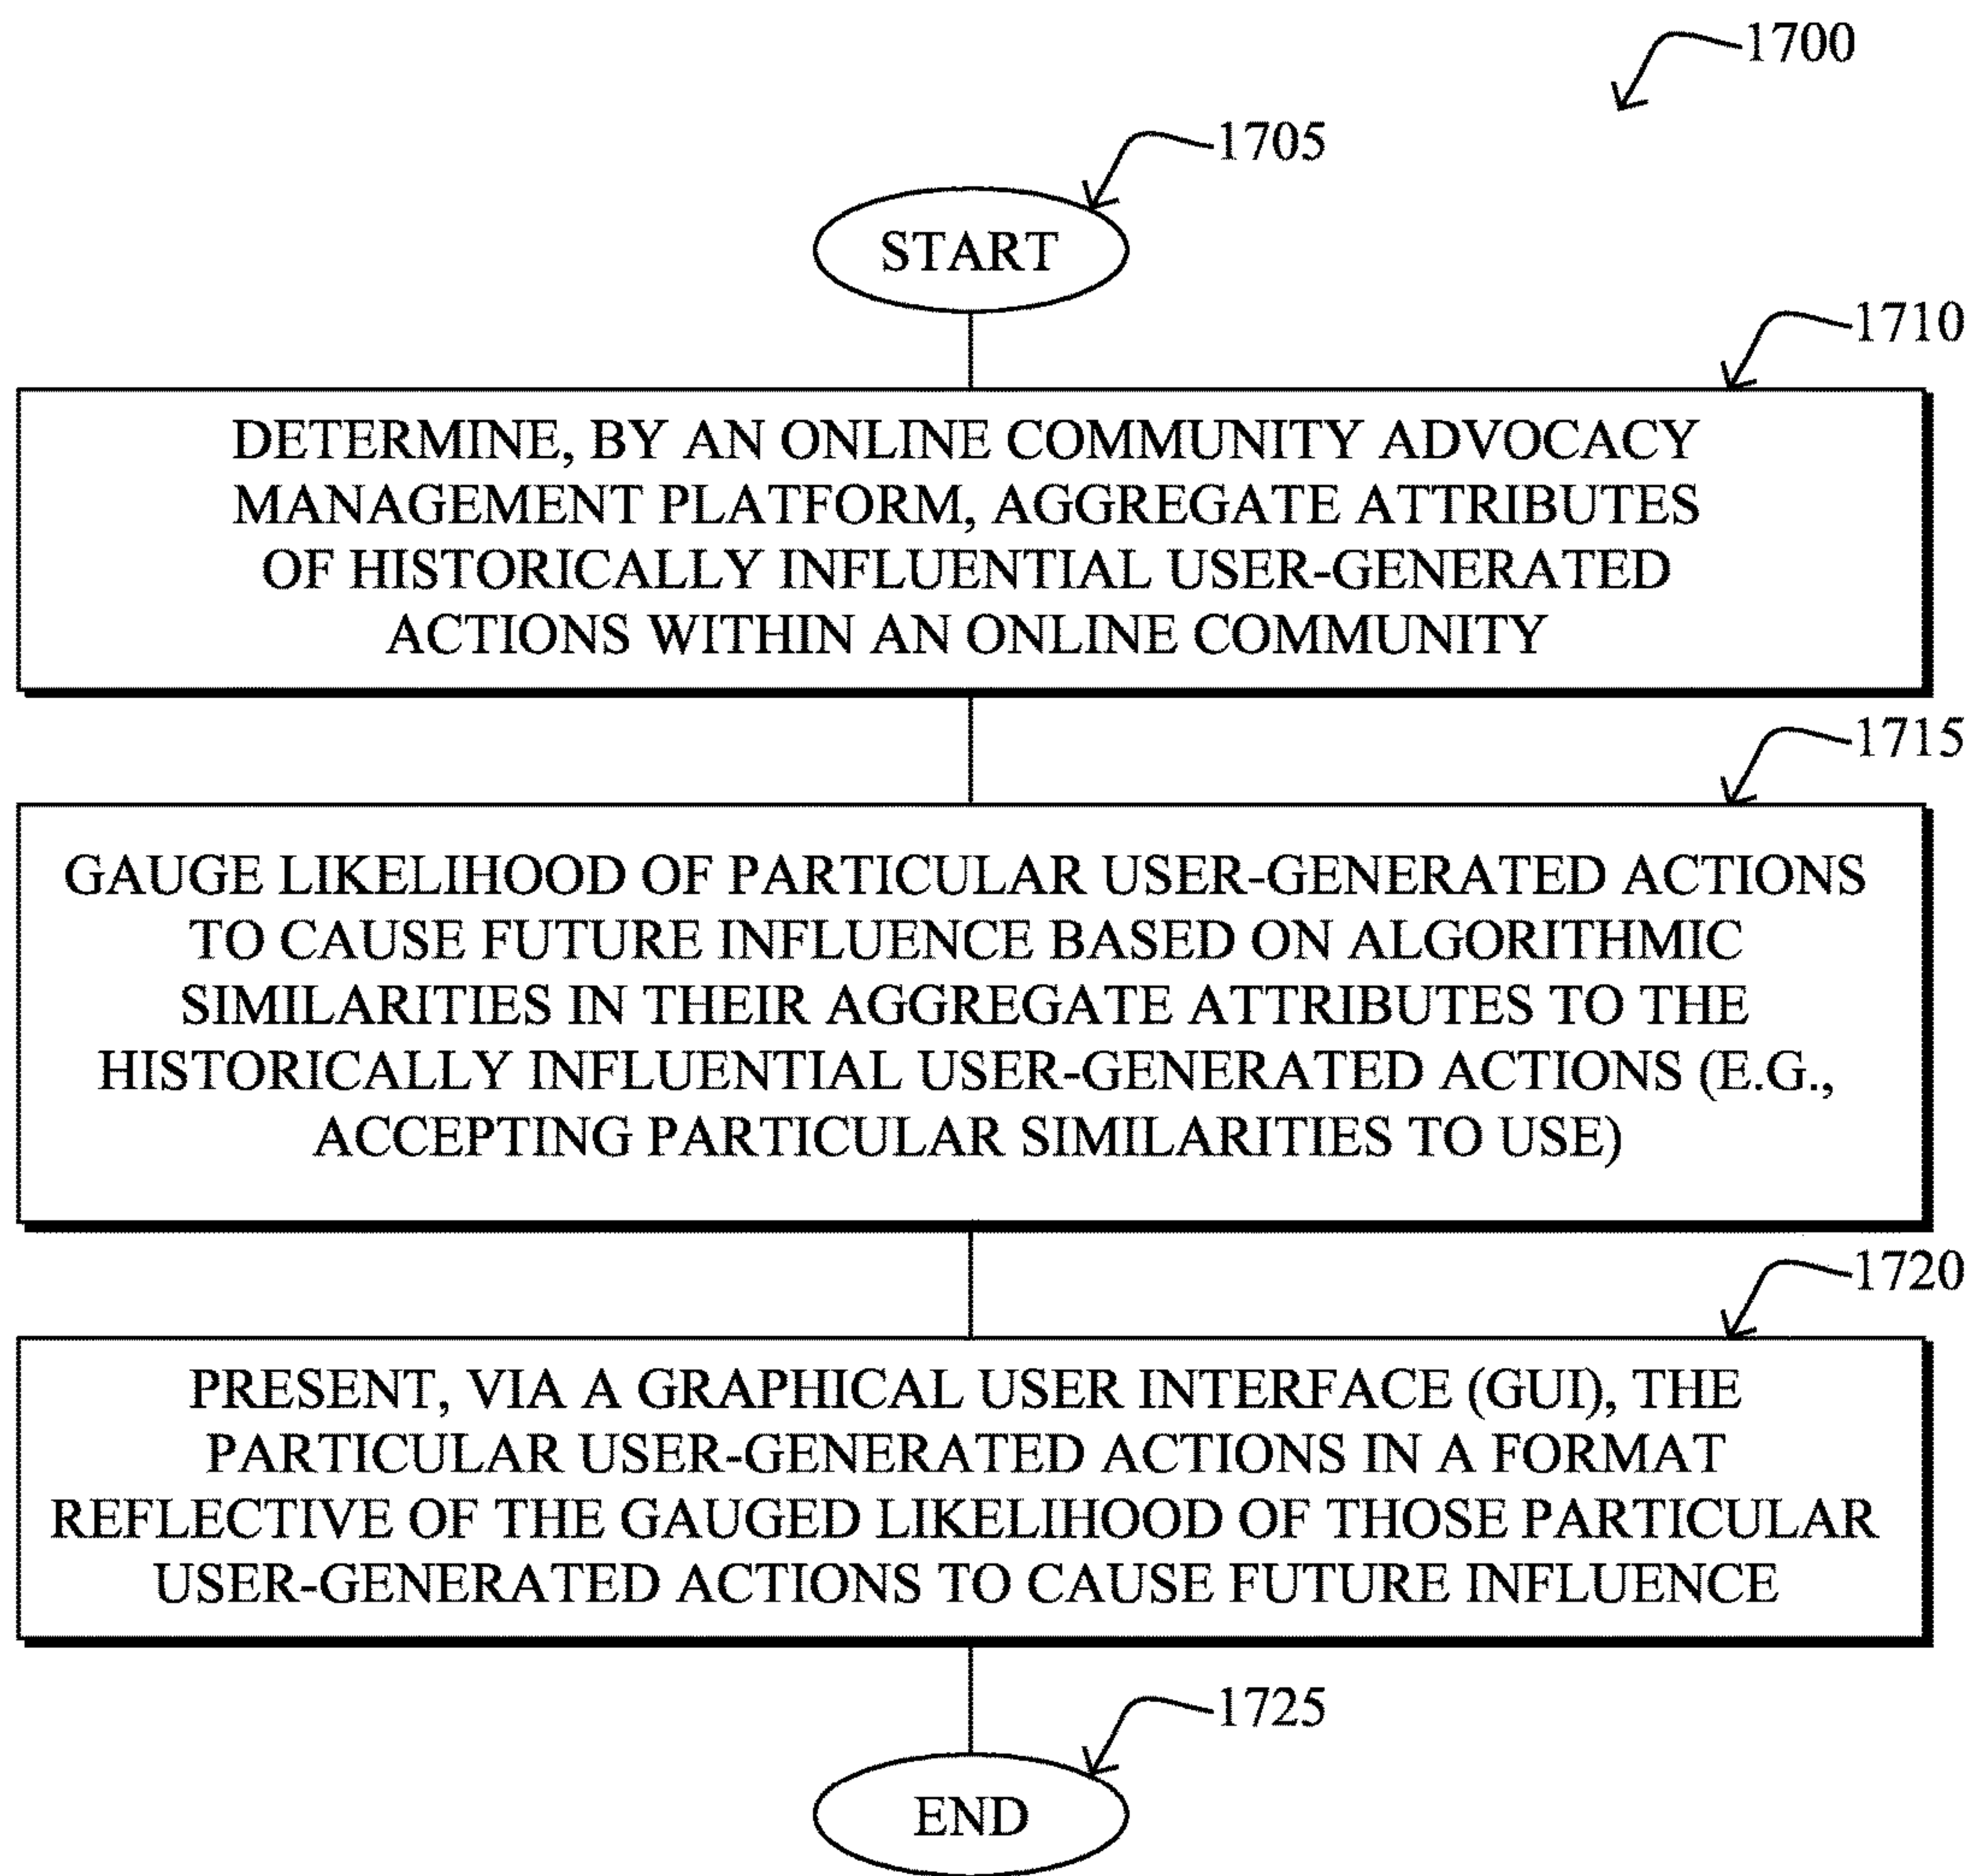 1700
1705
START
1710
DETERMINE, BY AN ONLINE COMMUNITY ADVOCACY
MANAGEMENT PLATFORM, AGGREGATE ATTRIBUTES
OF HISTORICALLY INFLUENTIAL USER-GENERATED
ACTIONS WITHIN AN ONLINE COMMUNITY
1715
GAUGE LIKELIHOOD OF PARTICULAR USER-GENERATED ACTIONS
TO CAUSE FUTURE INFLUENCE BASED ON ALGORITHMIC
SIMILARITIES IN THEIR AGGREGATE ATTRIBUTES TO THE
HISTORICALLY INFLUENTIAL USER-GENERATED ACTIONS (E.G.,
ACCEPTING PARTICULAR SIMILARITIES TO USE)
1720
PRESENT, VIA A GRAPHICAL USER INTERFACE (GUI), THE
PARTICULAR USER-GENERATED ACTIONS IN A FORMAT
REFLECTIVE OF THE GAUGED LIKELIHOOD OF THOSE PARTICULAR
USER-GENERATED ACTIONS TO CAUSE FUTURE INFLUENCE
1725
END